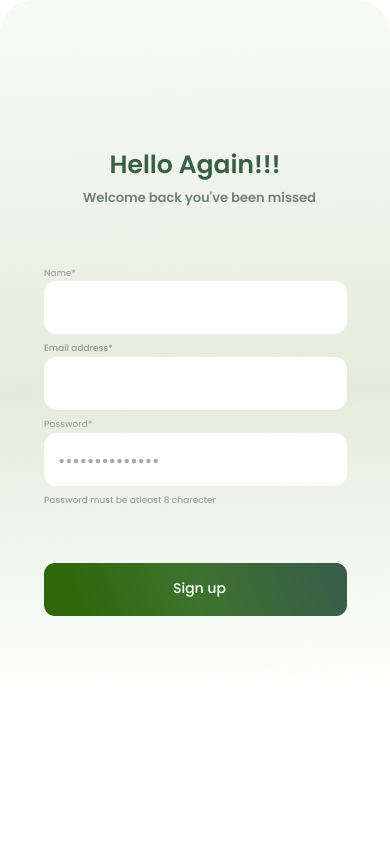 Hello Again!!!
Welcome back you've been missed
Name*
Email address*
Password*
••••••••••••••
Password must be atleast 8 charecter
Sign up